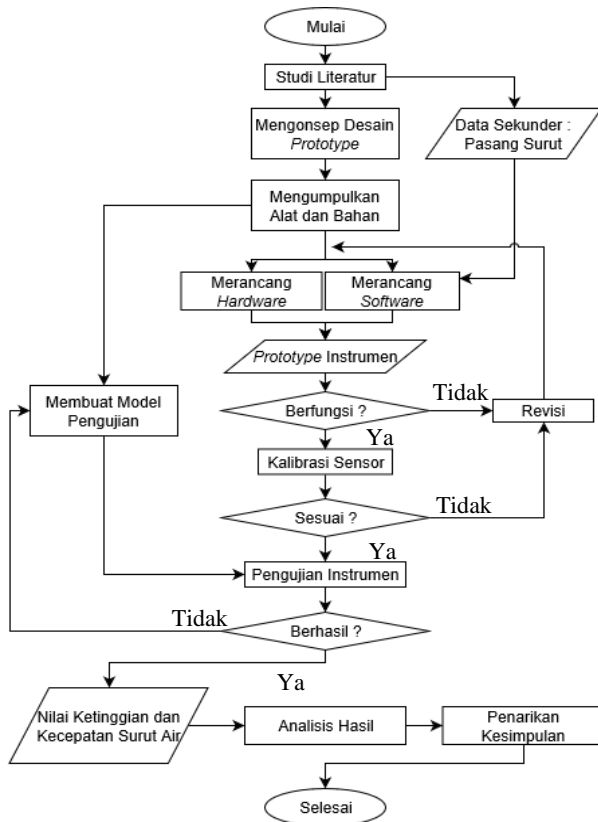 Mulai
Studi Literatur
Mengonsep Desain
Prototype
Data Sekunder :
Pasang Surut
Mengumpulkan
Alat dan Bahan
Merancang
Hardware
Merancang
Software
Prototype Instrumen
Membuat Model
Pengujian
Berfungsi ?
Tidak
Revisi
Ya
Kalibrasi Sensor
Sesuai ?
Tidak
Ya
Pengujian Instrumen
Tidak
Berhasil ?
Ya
Nilai Ketinggian dan
Kecepatan Surut Air
Analisis Hasil
Penarikan
Kesimpulan
Selesai